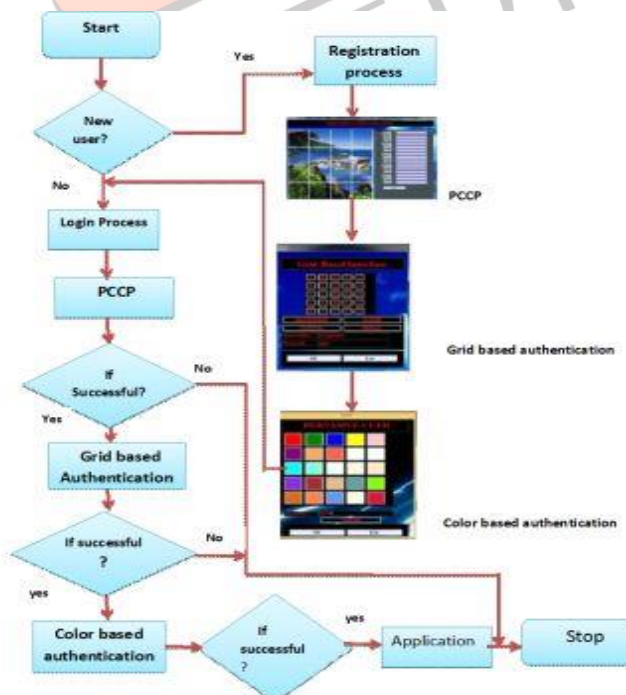 Start
Yes
Registration
process
New
user?
No
PCCP
Login Process
PCCP
If
Successful?
No
Yes
Grid based authentication
Grid based
Authentication
Color based authentication
If successful
?
No
yes
Color based
authentication
If
successful
?
yes
Application
Stop